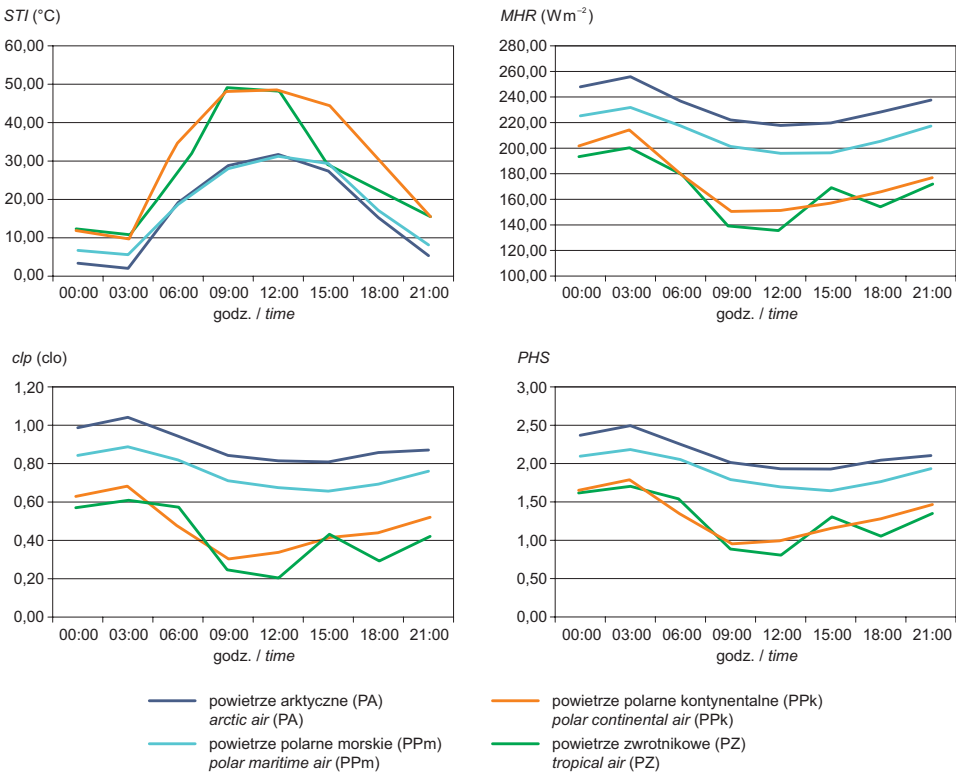 STI (°C)
60,00
50,00
40,00
30,00
20,00
10,00
0,00
00:00 03:00 06:00 09:00 12:00 15:00 18:00 21:00
godz. / time
MHR (Wm⁻²)
280,00
260,00
240,00
220,00
200,00
180,00
160,00
140,00
120,00
100,00
00:00 03:00 06:00 09:00 12:00 15:00 18:00 21:00
godz. / time
clp (clo)
1,20
1,00
0,80
0,60
0,40
0,20
0,00
00:00 03:00 06:00 09:00 12:00 15:00 18:00 21:00
godz. / time
PHS
3,00
2,50
2,00
1,50
1,00
0,50
0,00
00:00 03:00 06:00 09:00 12:00 15:00 18:00 21:00
godz. / time
powietrze arktyczne (PA)
arctic air (PA)
powietrze polarne morskie (PPm)
polar maritime air (PPm)
powietrze polarne kontynentalne (PPk)
polar continental air (PPk)
powietrze zwrotnikowe (PZ)
tropical air (PZ)